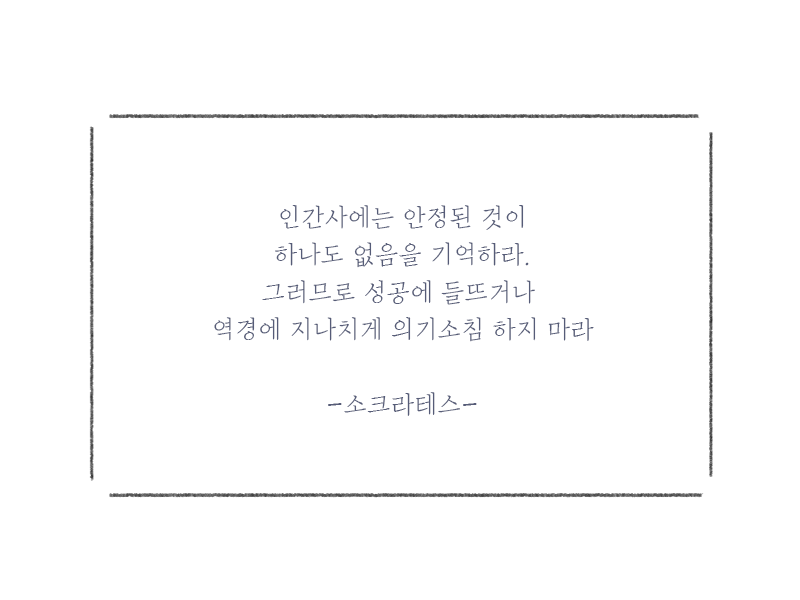 인간사에는 안정된 것이
하나도 없음을 기억하라.
그러므로 성공에 들뜨거나
역경에 지나치게 의기소침 하지 마라
-소크라테스-